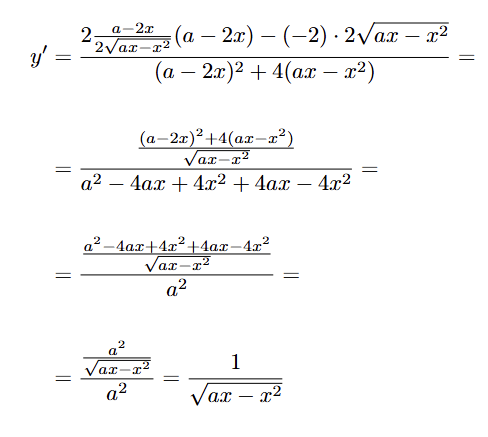 y' = \frac{2\frac{a-2x}{2\sqrt{ax-x^2}}(a-2x)-(-2)\cdot 2\sqrt{ax-x^2}}{(a-2x)^2+4(ax-x^2)} =
= \frac{\frac{(a-2x)^2+4(ax-x^2)}{\sqrt{ax-x^2}}}{a^2-4ax+4x^2+4ax-4x^2} =
= \frac{\frac{a^2-4ax+4x^2+4ax-4x^2}{\sqrt{ax-x^2}}}{a^2} =
= \frac{\frac{a^2}{\sqrt{ax-x^2}}}{a^2} = \frac{1}{\sqrt{ax-x^2}}